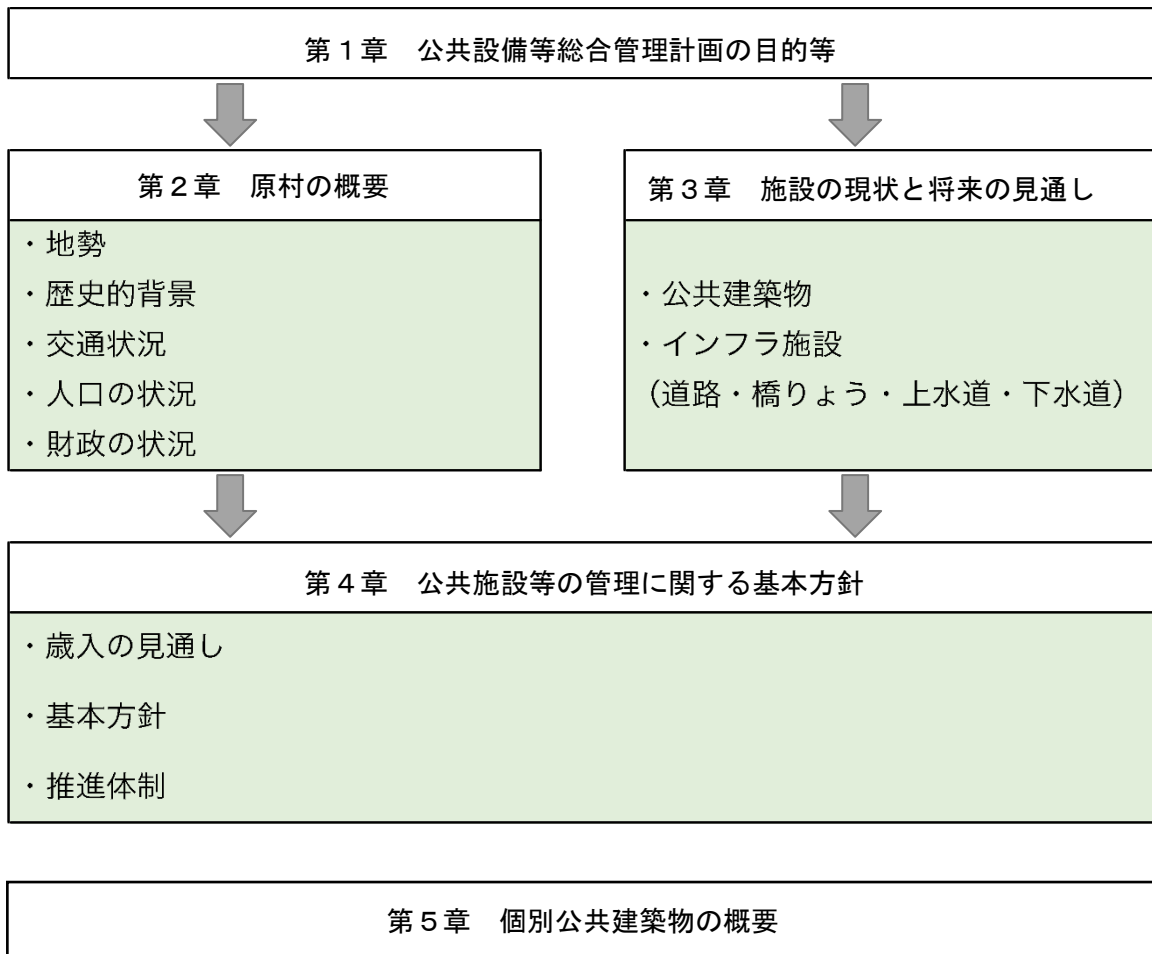 第１章　公共設備等総合管理計画の目的等
第２章　原村の概要
・地勢
・歴史的背景
・交通状況
・人口の状況
・財政の状況
第３章　施設の現状と将来の見通し
・公共建築物
・インフラ施設
（道路・橋りょう・上水道・下水道）
第４章　公共施設等の管理に関する基本方針
・歳入の見通し
・基本方針
・推進体制
第５章　個別公共建築物の概要